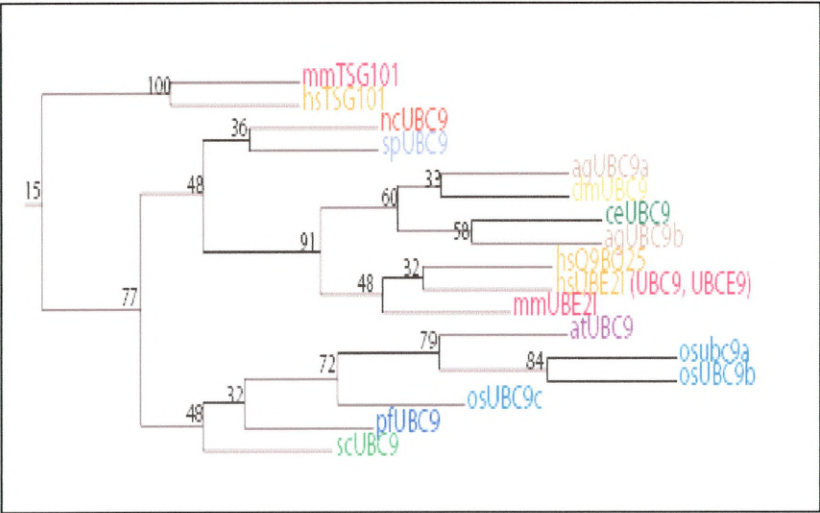 100
mmTSG101
hsTSG101
36
ncUBC9
spUBC9
15
48
33
agUBC9a
dmUBC9
60
ceUBC9
58
agUBC9b
91
hsQ9BQ25
32
hsUBE2I (UBC9, UBCE9)
48
mmUBE2I
77
79
atUBC9
84
osubc9a
osUBC9b
72
osUBC9c
32
48
pfUBC9
scUBC9